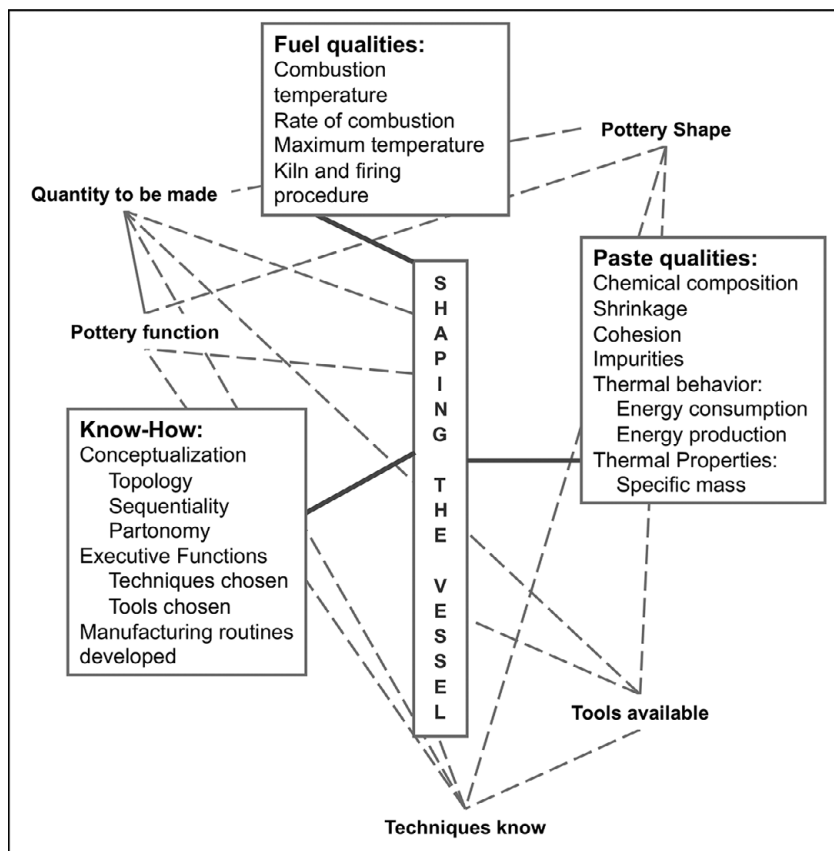 Fuel qualities:
Combustion
temperature
Rate of combustion
Maximum temperature
Kiln and firing
procedure
Pottery Shape
Quantity to be made
Pottery function
SHAPING THE VESSEL
Paste qualities:
Chemical composition
Shrinkage
Cohesion
Impurities
Thermal behavior:
Energy consumption
Energy production
Thermal Properties:
Specific mass
Know-How:
Conceptualization
Topology
Sequentiality
Partonomy
Executive Functions
Techniques chosen
Tools chosen
Manufacturing routines
developed
Tools available
Techniques know